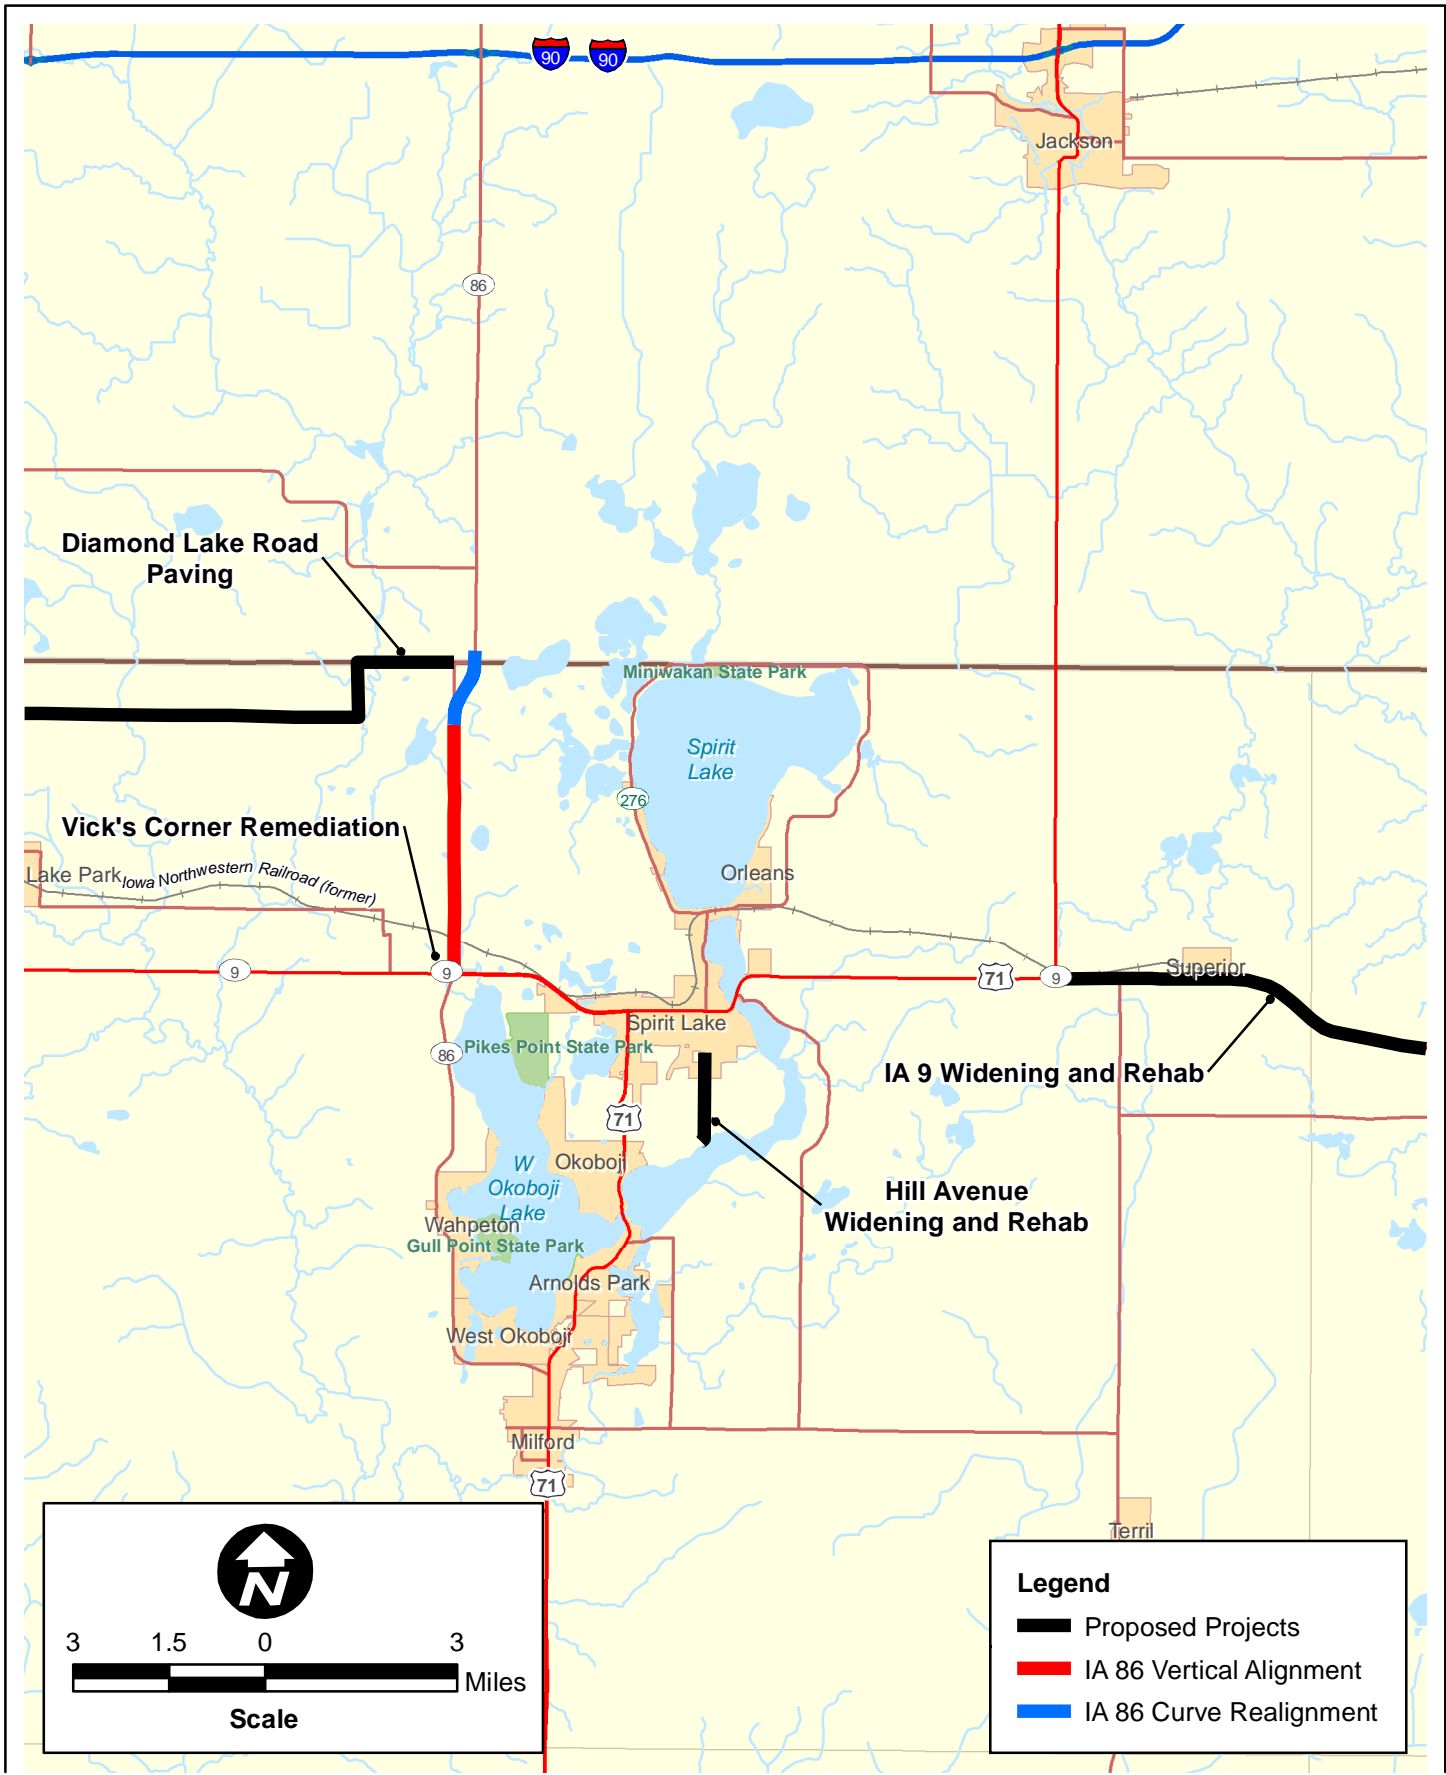 90
90
Jackson
86
Diamond Lake Road
Paving
Miniwakan State Park
Spirit
Lake
276
Vick's Corner Remediation
Lake Park
Iowa Northwestern Railroad (former)
Orleans
9
9
71
9
Superior
Spirit Lake
Pikes Point State Park
86
IA 9 Widening and Rehab
71
W
Okoboji
Lake
Okoboji
Hill Avenue
Widening and Rehab
Wahpeton
Gull Point State Park
Arnolds Park
West Okoboji
Milford
71
Terril
N
3 1.5 0 3
Miles
Scale
Legend
Proposed Projects
IA 86 Vertical Alignment
IA 86 Curve Realignment